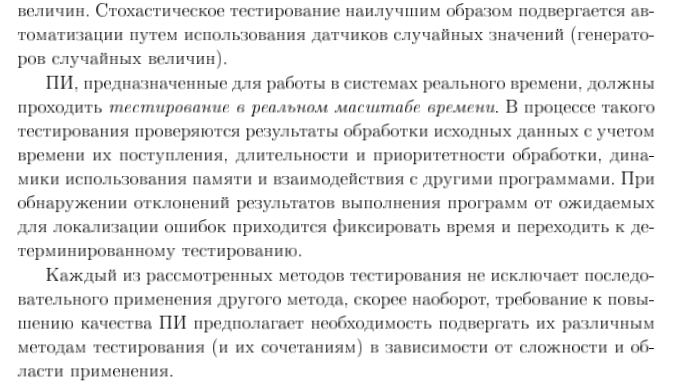 величин. Стохастическое тестирование наилучшим образом подвергается ав-
томатизации путем использования датчиков случайных значений (генерато-
ров случайных величин).
ПИ, предназначенные для работы в системах реального времени, должны
проходить тестирование в реальном масштабе времени. В процессе такого
тестирования проверяются результаты обработки исходных данных с учетом
времени их поступления, длительности и приоритетности обработки, дина-
мики использования памяти и взаимодействия с другими программами. При
обнаружении отклонений результатов выполнения программ от ожидаемых
для локализации ошибок приходится фиксировать время и переходить к де-
терминированному тестированию.
Каждый из рассмотренных методов тестирования не исключает последо-
вательного применения другого метода, скорее наоборот, требование к повы-
шению качества ПИ предполагает необходимость подвергать их различным
методам тестирования (и их сочетаниям) в зависимости от сложности и об-
ласти применения.